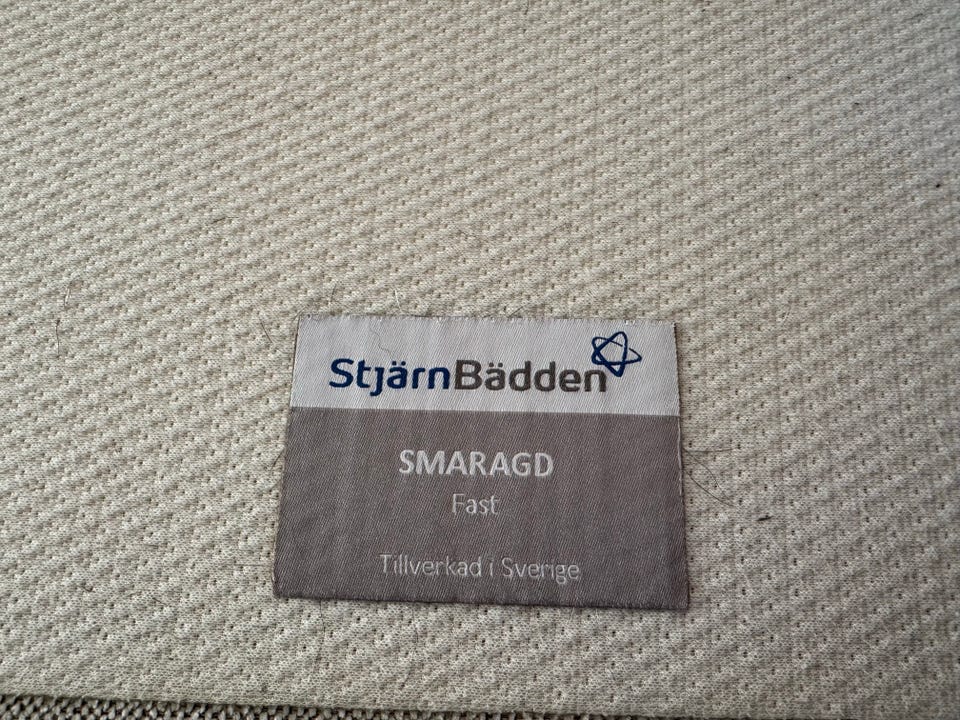 StjärnBädden
SMARAGD
Fast
Tillverkad i Sverige